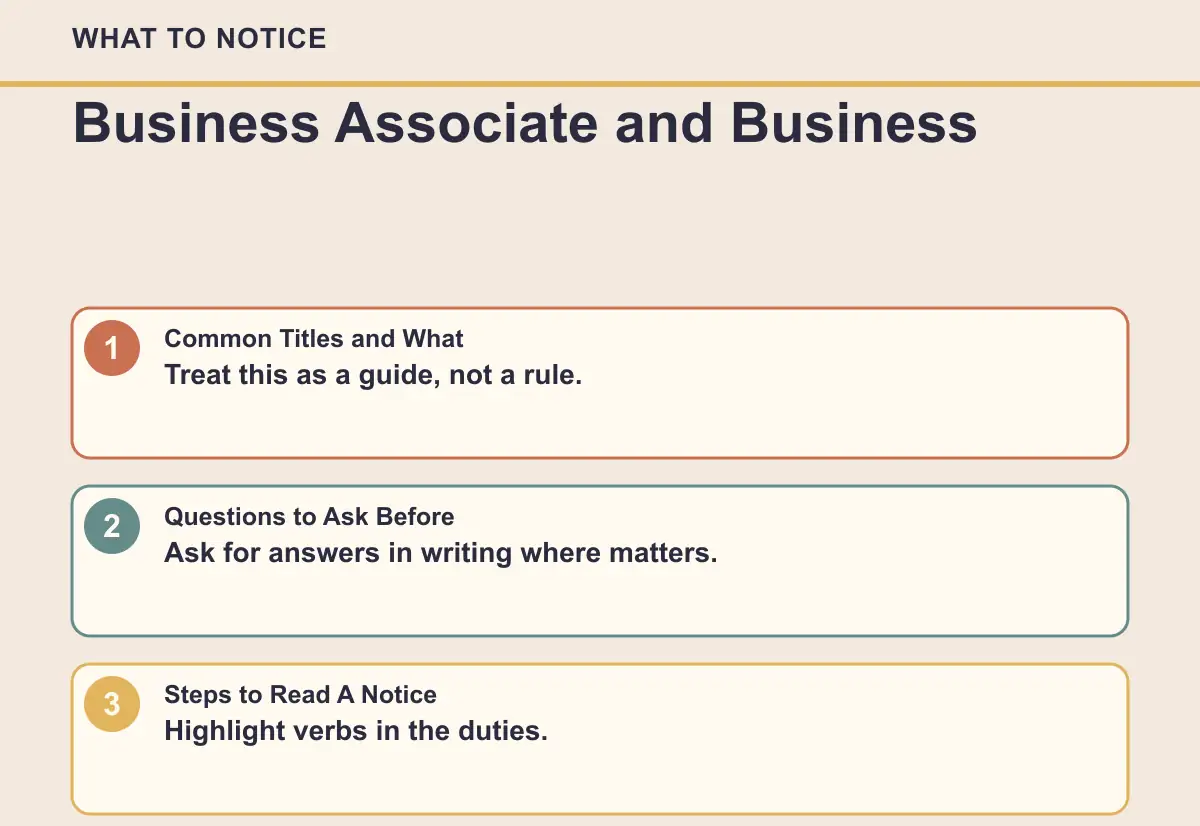 WHAT TO NOTICE
Business Associate and Business
1
Common Titles and What
Treat this as a guide, not a rule.
2
Questions to Ask Before
Ask for answers in writing where matters.
3
Steps to Read A Notice
Highlight verbs in the duties.